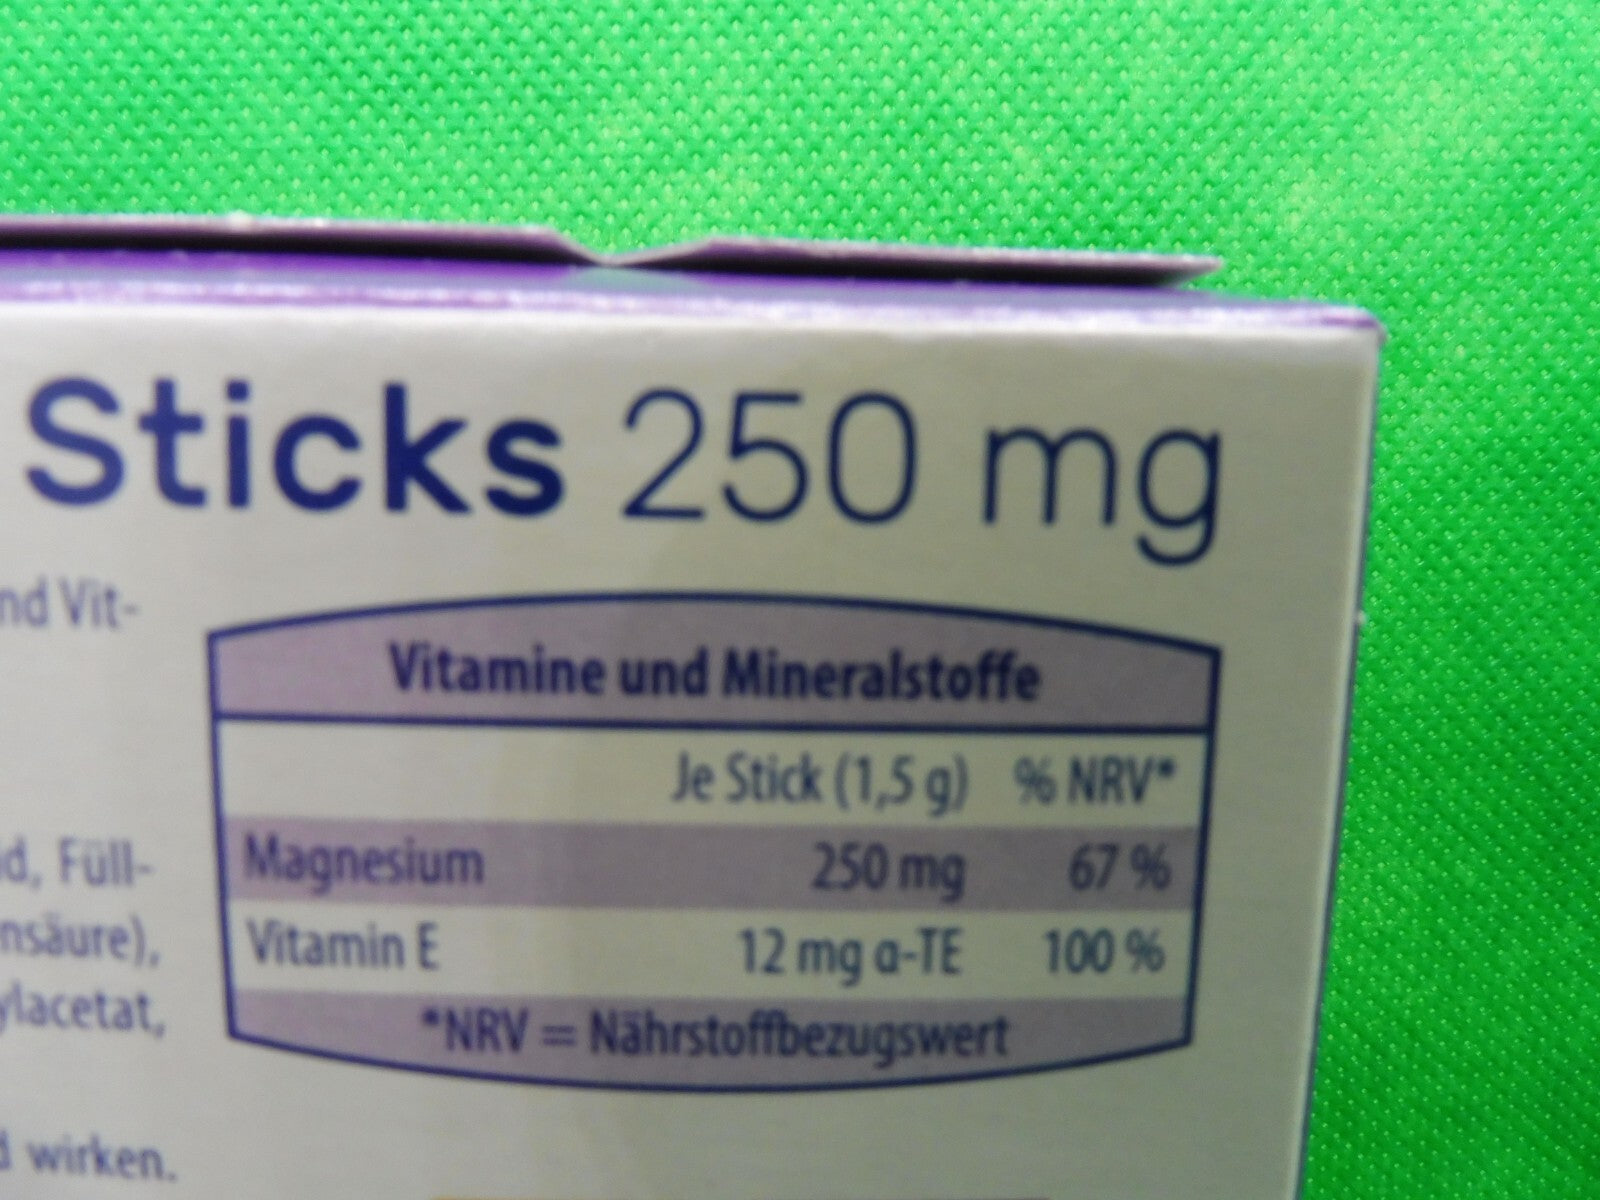 Sticks 250 mg
nd Vit-
Vitamine und Mineralstoffe
Je Stick (1,5 g) % NRV*
Magnesium 250 mg 67 %
Vitamin E 12 mg α-TE 100 %
*NRV = Nährstoffbezugswert
d, Füll-
nsäure),
ylacetat,
d wirken.